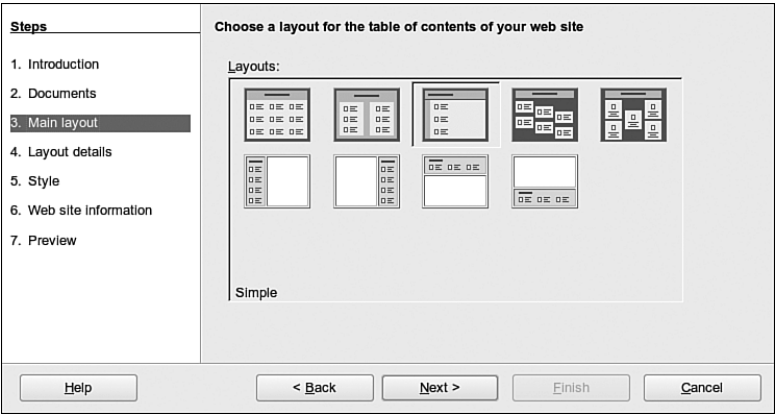 Steps
1. Introduction
2. Documents
3. Main layout
4. Layout details
5. Style
6. Web site information
7. Preview
Choose a layout for the table of contents of your web site
Layouts:
Simple
Help
< Back
Next >
Finish
Cancel